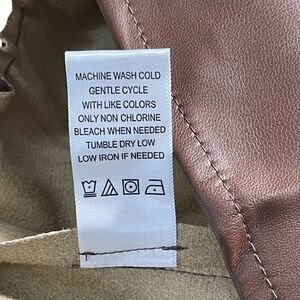 MACHINE WASH COLD
GENTLE CYCLE
WITH LIKE COLORS
ONLY NON CHLORINE
BLEACH WHEN NEEDED
TUMBLE DRY LOW
LOW IRON IF NEEDED